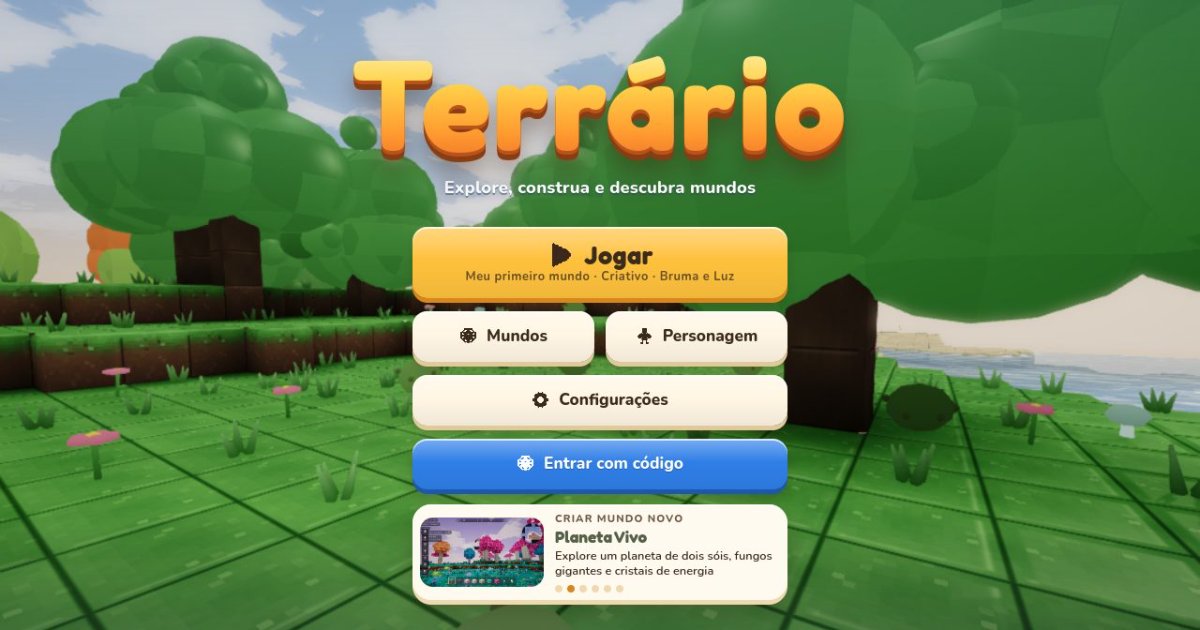 Terrário
Explore, construa e descubra mundos
Jogar
Meu primeiro mundo · Criativo · Bruma e Luz
Mundos
Personagem
Configurações
Entrar com código
CRIAR MUNDO NOVO
Planeta Vivo
Explore um planeta de dois sóis, fungos
gigantes e cristais de energia